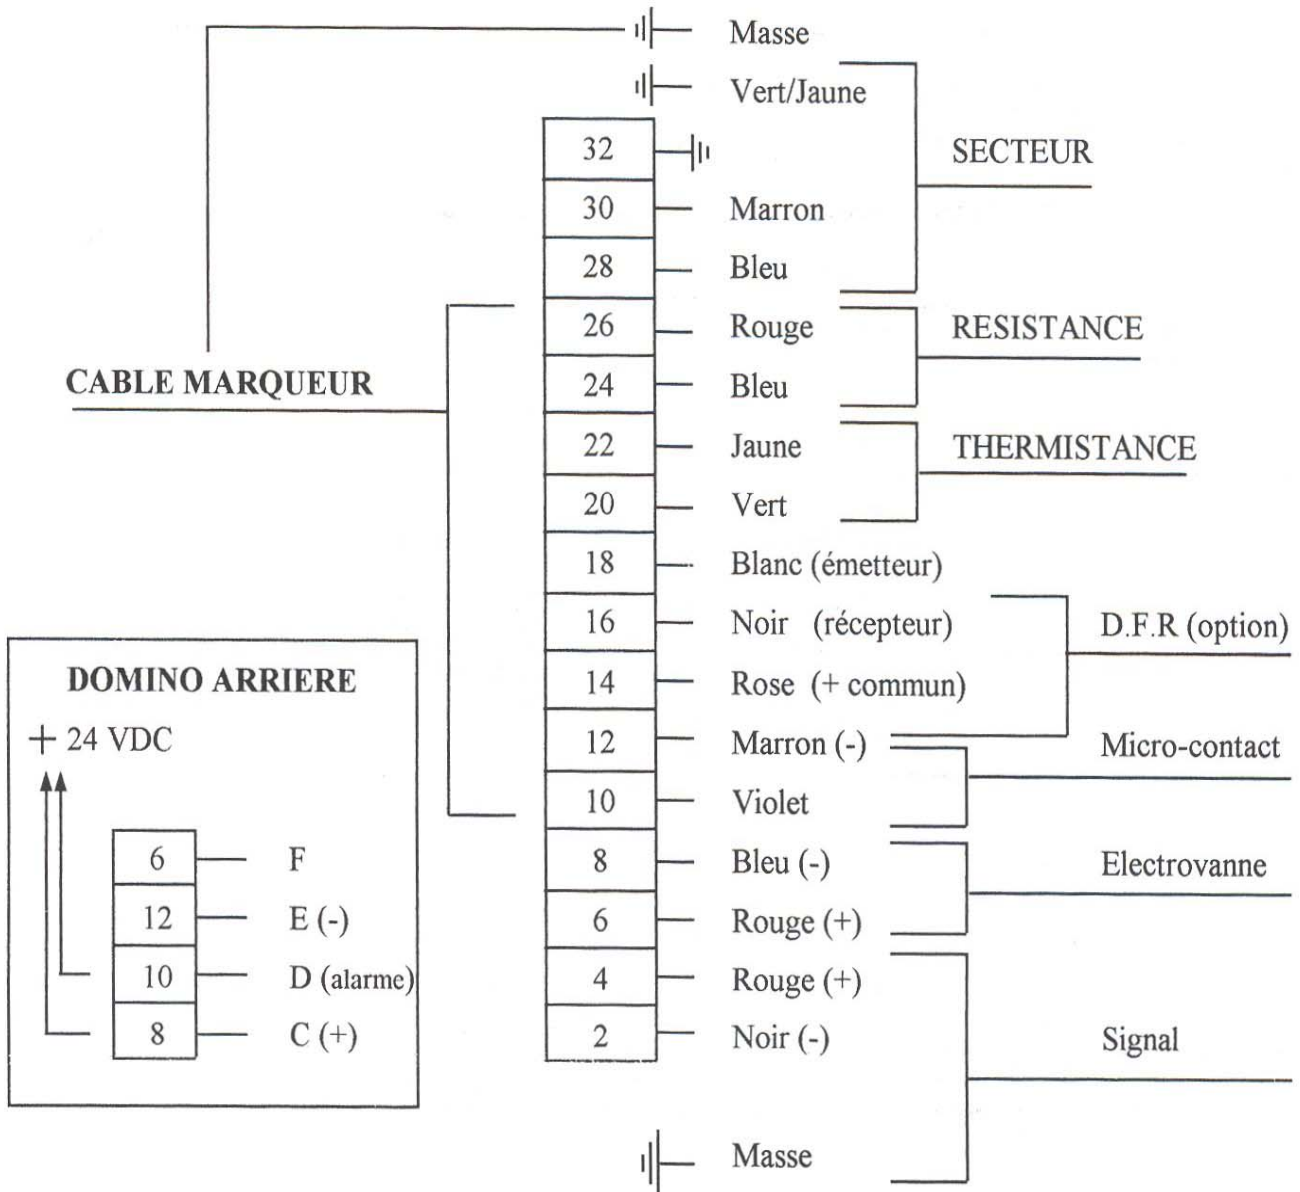 Masse
Vert/Jaune
32
SECTEUR
30 Marron
28 Bleu
26 Rouge
RESISTANCE
CABLE MARQUEUR
24 Bleu
22 Jaune
THERMISTANCE
20 Vert
18 Blanc (émetteur)
16 Noir (récepteur)
D.F.R (option)
14 Rose (+ commun)
12 Marron (-)
Micro-contact
10 Violet
8 Bleu (-)
Electrovanne
6 Rouge (+)
4 Rouge (+)
2 Noir (-)
Signal
Masse
DOMINO ARRIERE
+ 24 VDC
6 F
12 E (-)
10 D (alarme)
8 C (+)